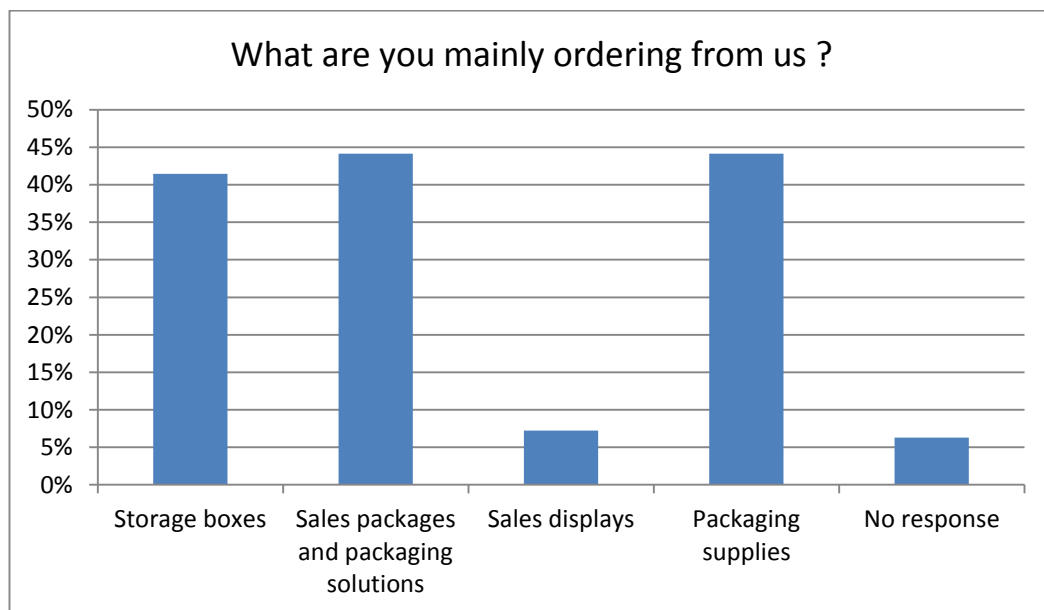 What are you mainly ordering from us ?
50%
45%
40%
35%
30%
25%
20%
15%
10%
5%
0%
Storage boxes
Sales packages
and packaging
solutions
Sales displays
Packaging
supplies
No response